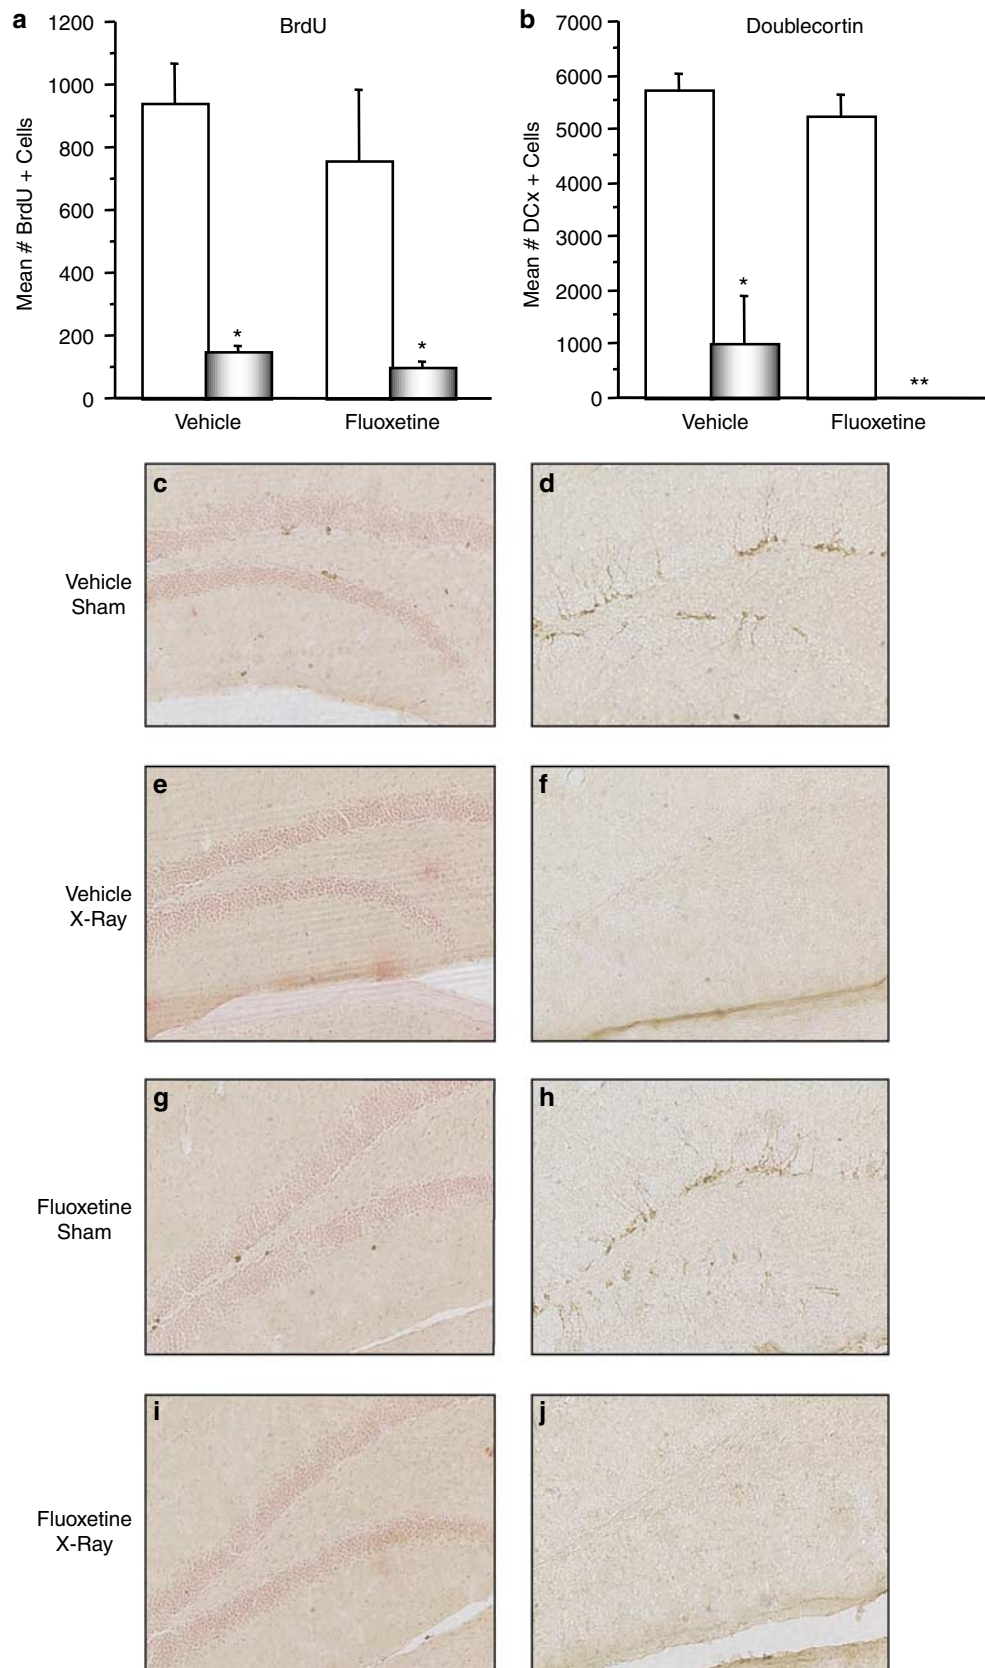 a
BrdU
1200
1000
800
600
400
200
0
Mean # BrdU + Cells
*
*
Vehicle
Fluoxetine
b
Doublecortin
7000
6000
5000
4000
3000
2000
1000
0
Mean # DCx + Cells
*
**
Vehicle
Fluoxetine
Vehicle
Sham
c
d
Vehicle
X-Ray
e
f
Fluoxetine
Sham
g
h
Fluoxetine
X-Ray
i
j